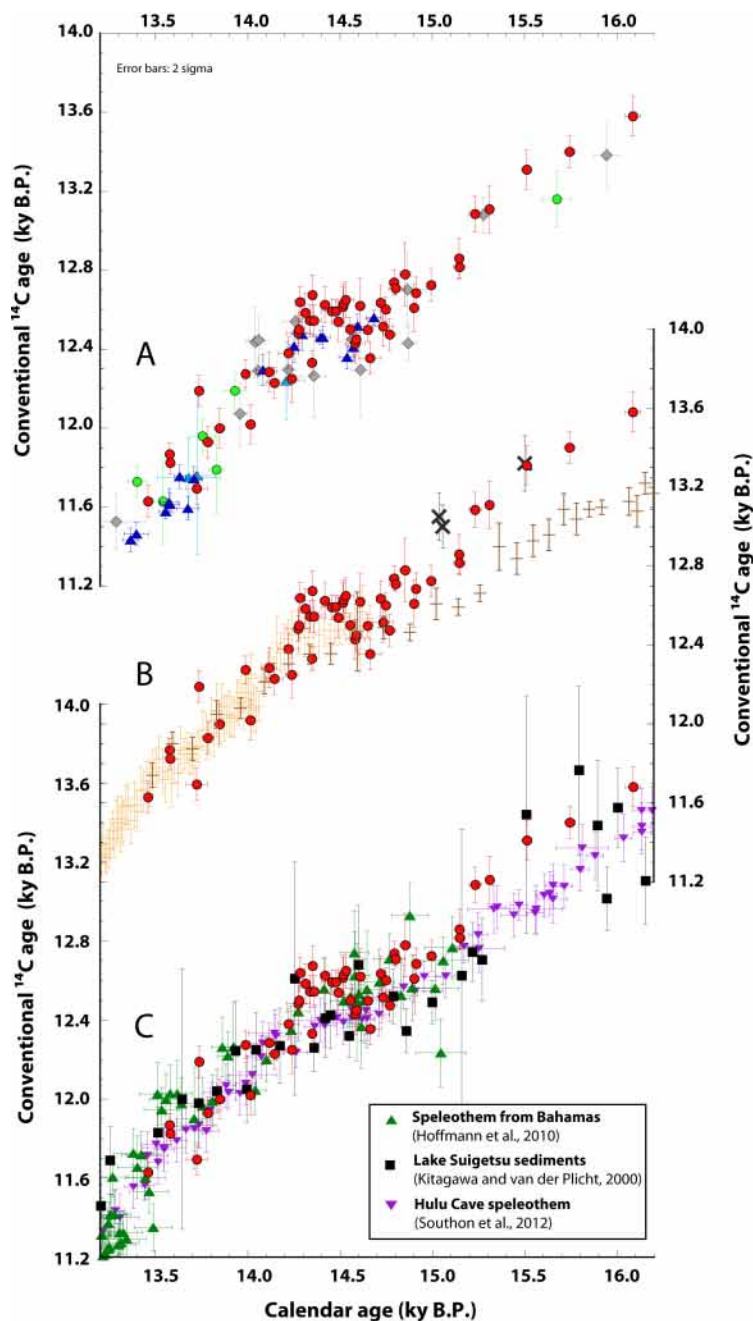 13.5 14.0 14.5 15.0 15.5 16.0
14.0
Error bars: 2 sigma
13.6
13.2
12.8
12.4
12.0
11.6
11.2
Conventional ¹⁴C age (ky B.P.)
A
14.0
13.6
13.2
12.8
12.4
12.0
11.6
11.2
Conventional ¹⁴C age (ky B.P.)
B
14.0
13.6
13.2
12.8
12.4
12.0
11.6
11.2
Conventional ¹⁴C age (ky B.P.)
C
Speleothem from Bahamas
(Hoffmann et al., 2010)
Lake Suigetsu sediments
(Kitagawa and van der Plicht, 2000)
Hulu Cave speleothem
(Southon et al., 2012)
13.5 14.0 14.5 15.0 15.5 16.0
Calendar age (ky B.P.)